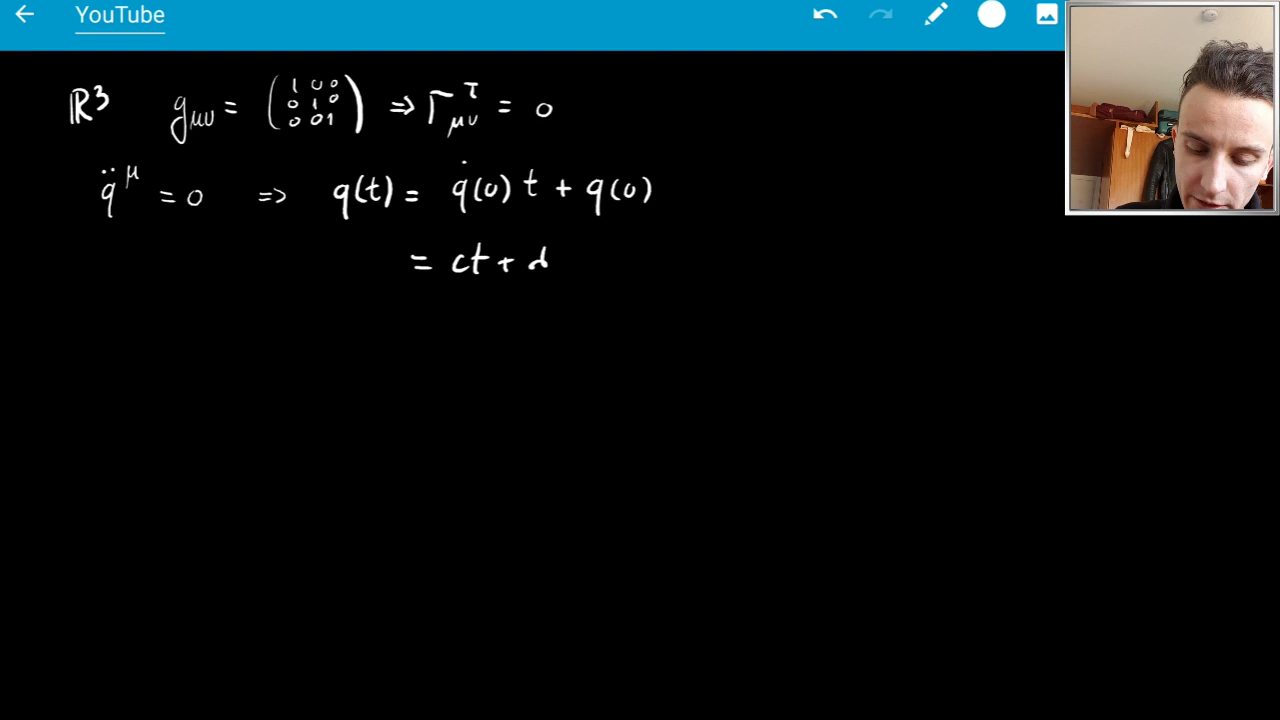 YouTube
ℝ³ g_μν = (1 0 0 0 1 0 0 0 1) ⇒ Γ^τ_μν = 0
q̈^μ = 0 ⇒ q(t) = q̇(0) t + q(0)
= ct + d